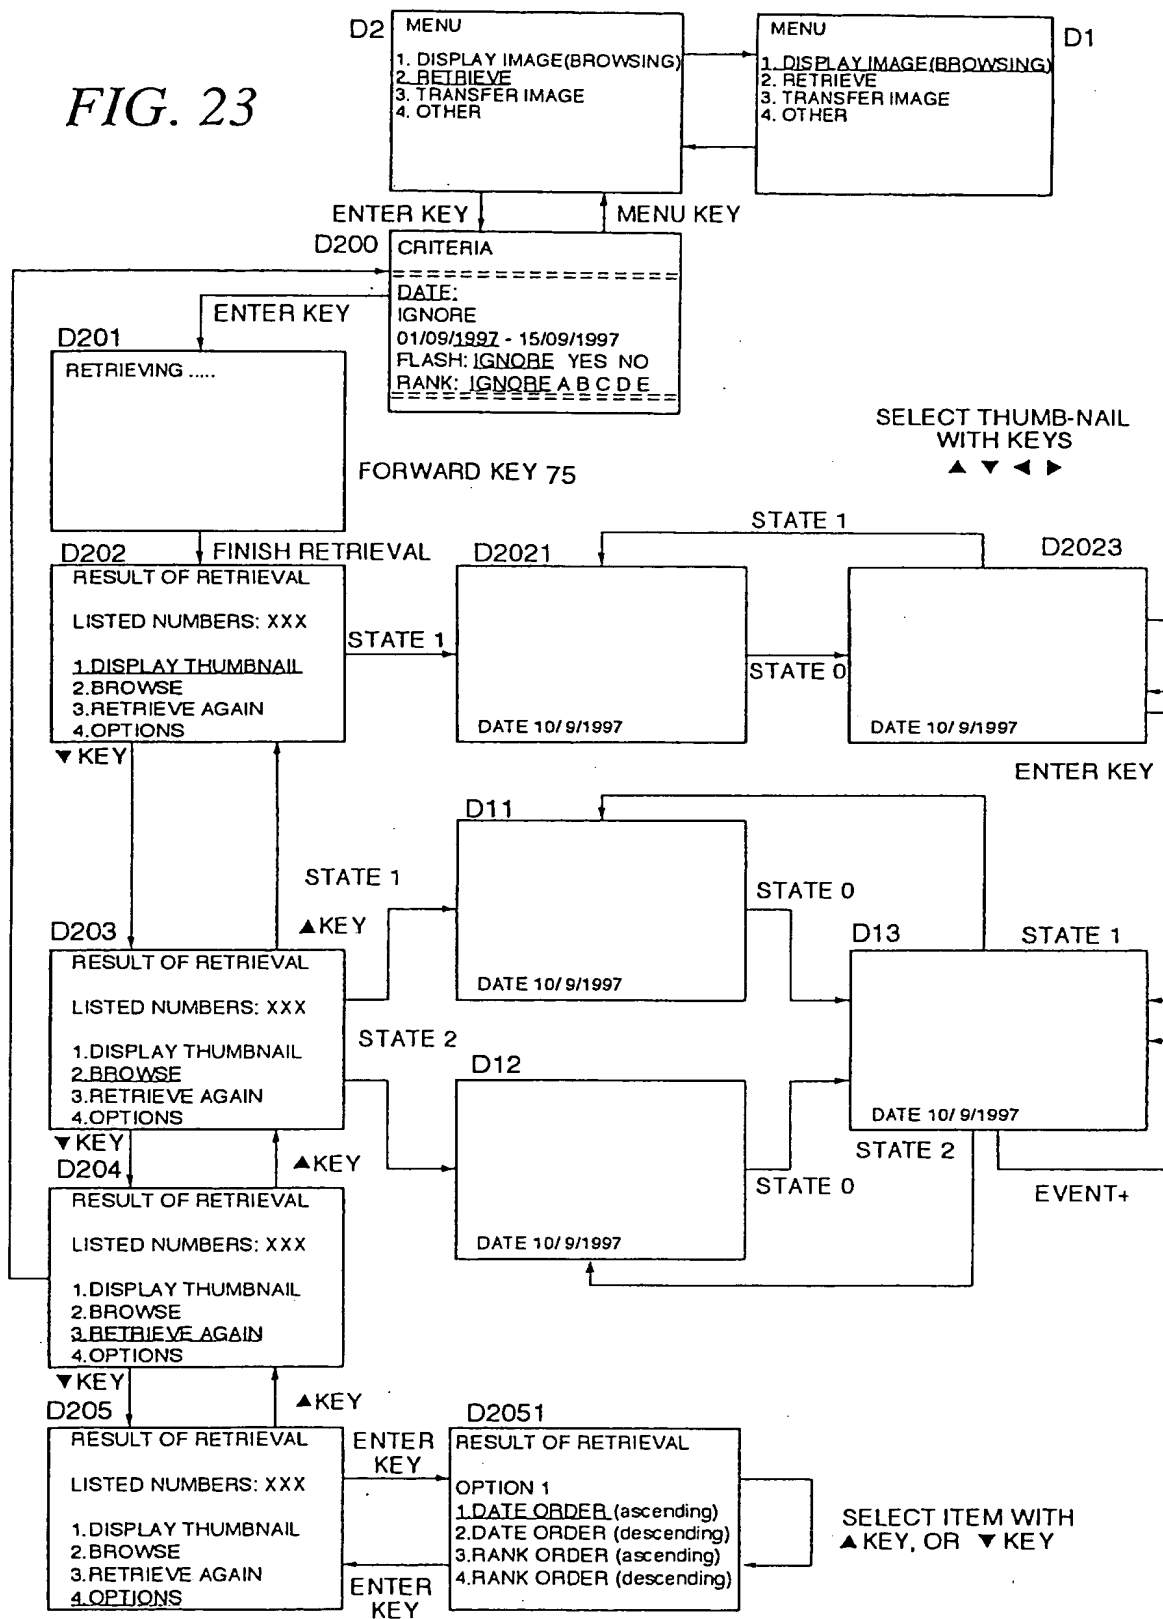 FIG. 23
D2
MENU
1. DISPLAY IMAGE(BROWSING)
2. RETRIEVE
3. TRANSFER IMAGE
4. OTHER
D1
MENU
1. DISPLAY IMAGE(BROWSING)
2. RETRIEVE
3. TRANSFER IMAGE
4. OTHER
ENTER KEY
MENU KEY
D200
CRITERIA
====================
DATE:
IGNORE
01/09/1997 - 15/09/1997
FLASH: IGNORE YES NO
RANK: IGNORE A B C D E
====================
ENTER KEY
D201
RETRIEVING .....
FORWARD KEY 75
SELECT THUMB-NAIL
WITH KEYS
▲ ▼ ◀ ▶
FINISH RETRIEVAL
D202
RESULT OF RETRIEVAL
LISTED NUMBERS: XXX
1.DISPLAY THUMBNAIL
2.BROWSE
3.RETRIEVE AGAIN
4.OPTIONS
STATE 1
D2021
DATE 10/ 9/1997
STATE 1
STATE 0
D2023
DATE 10/ 9/1997
ENTER KEY
▼ KEY
▲ KEY
D203
RESULT OF RETRIEVAL
LISTED NUMBERS: XXX
1.DISPLAY THUMBNAIL
2.BROWSE
3.RETRIEVE AGAIN
4.OPTIONS
STATE 1
D11
DATE 10/ 9/1997
STATE 0
STATE 2
D12
DATE 10/ 9/1997
STATE 0
D13
STATE 1
DATE 10/ 9/1997
STATE 2
EVENT+
▼ KEY
▲ KEY
D204
RESULT OF RETRIEVAL
LISTED NUMBERS: XXX
1.DISPLAY THUMBNAIL
2.BROWSE
3.RETRIEVE AGAIN
4.OPTIONS
▼ KEY
▲ KEY
D205
RESULT OF RETRIEVAL
LISTED NUMBERS: XXX
1.DISPLAY THUMBNAIL
2.BROWSE
3.RETRIEVE AGAIN
4.OPTIONS
ENTER
KEY
ENTER
KEY
D2051
RESULT OF RETRIEVAL
OPTION 1
1.DATE ORDER (ascending)
2.DATE ORDER (descending)
3.RANK ORDER (ascending)
4.RANK ORDER (descending)
SELECT ITEM WITH
▲ KEY, OR ▼ KEY